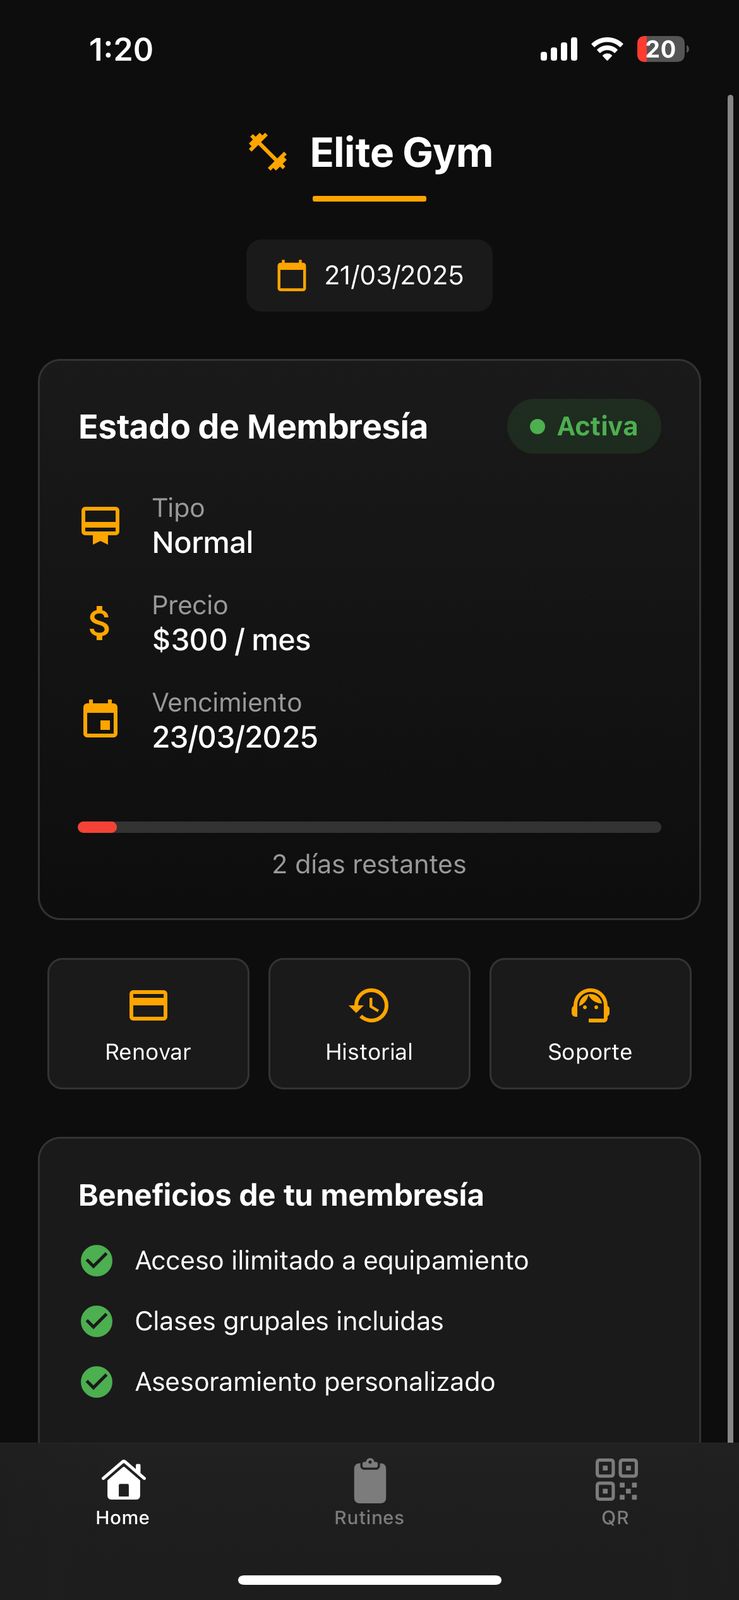 1:20
20
Elite Gym
21/03/2025
Estado de Membresía
Activa
Tipo
Normal
Precio
$300 / mes
Vencimiento
23/03/2025
2 días restantes
Renovar
Historial
Soporte
Beneficios de tu membresía
Acceso ilimitado a equipamiento
Clases grupales incluidas
Asesoramiento personalizado
Home
Rutines
QR